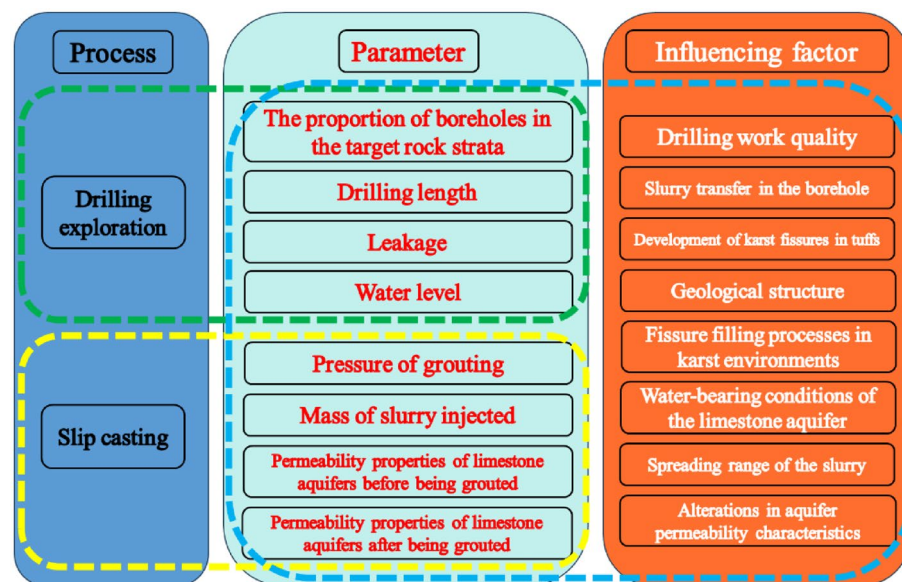 Process
Drilling
exploration
Slip casting
Parameter
The proportion of boreholes in
the target rock strata
Drilling length
Leakage
Water level
Pressure of grouting
Mass of slurry injected
Permeability properties of limestone
aquifers before being grouted
Permeability properties of limestone
aquifers after being grouted
Influencing factor
Drilling work quality
Slurry transfer in the borehole
Development of karst fissures in tuffs
Geological structure
Fissure filling processes in
karst environments
Water-bearing conditions of
the limestone aquifer
Spreading range of the slurry
Alterations in aquifer
permeability characteristics